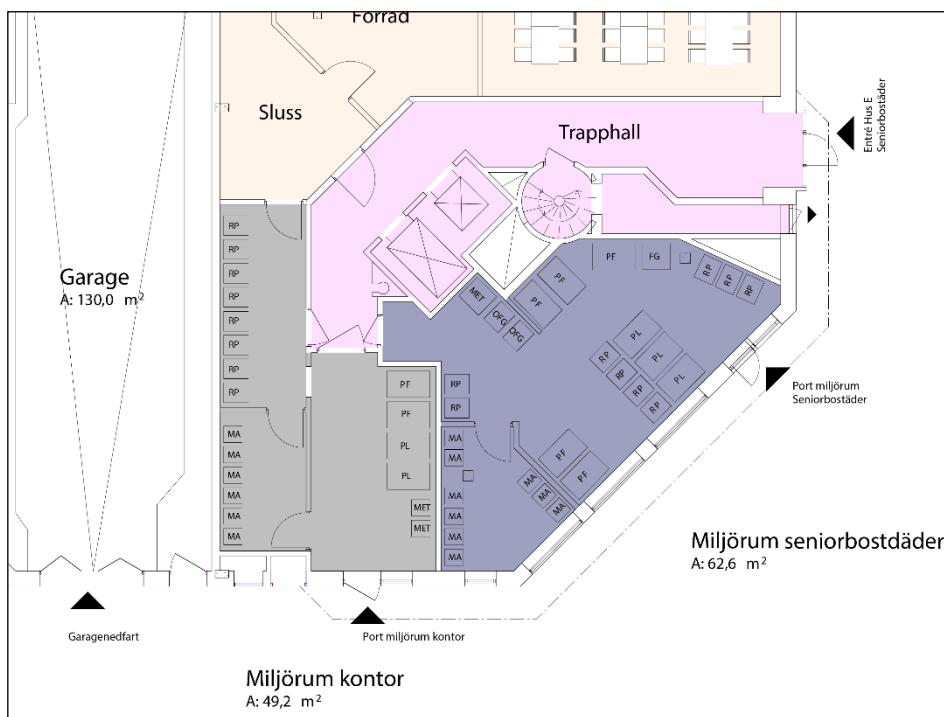 Förråd
Sluss
Trapphall
Entré Hus E
Seniorbostäder
Garage
A: 130,0 m²
RP
RP
RP
RP
RP
RP
RP
RP
MA
MA
MA
MA
MA
MA
PF
PF
PL
PL
MET
MET
PF
FG
PF
PF
MET
OFG
OFG
RP
RP
RP
PL
PL
PL
RP
RP
RP
RP
RP
RP
MA
MA
MA
MA
MA
MA
PF
PF
MA
MA
MA
Port miljörum
Seniorbostäder
Miljörum seniorbostdäder
A: 62,6 m²
Garagenedfart
Port miljörum kontor
Miljörum kontor
A: 49,2 m²